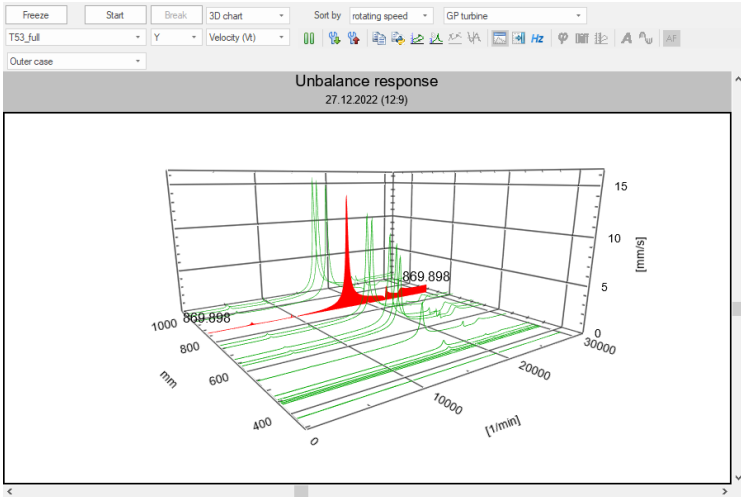 Freeze Start Break 3D chart Sort by rotating speed GP turbine
T53_full Y Velocity (Vt) Hz AF
Outer case
Unbalance response
27.12.2022 (12:9)
15
10
[mm/s]
5
0
869.898
869.898
1000
800
600
400
mm
0
10000
20000
30000
[1/min]